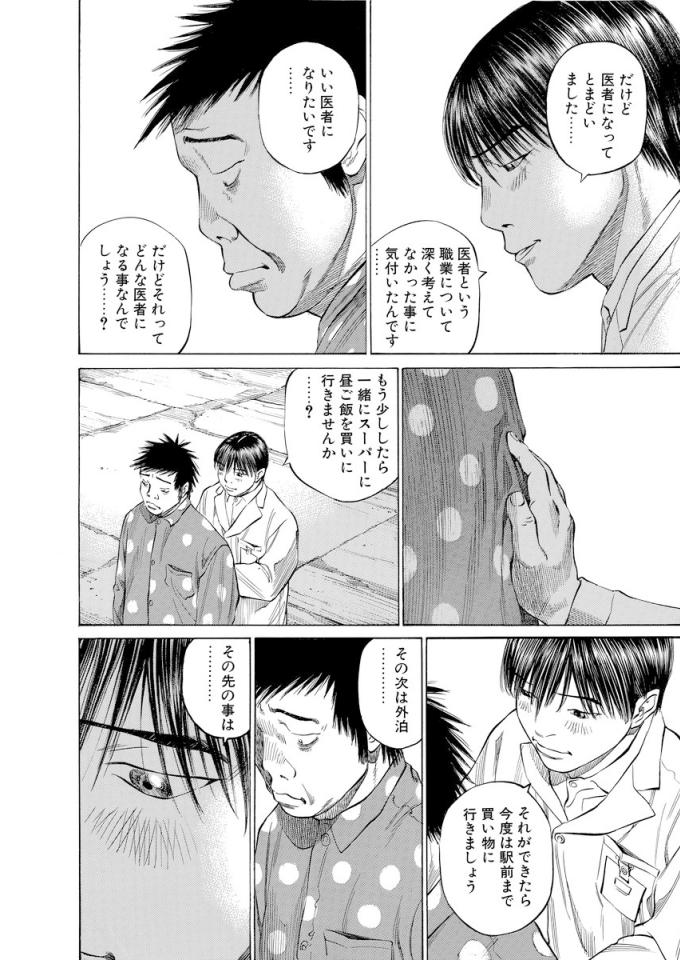 だけど
医者になって
とまどい
ました……
医者という
職業について
深く考えて
なかった事に
気付いたんです
……
いい医者に
なりたいです
……
だけどそれって
どんな医者に
なる事なんで
しょう……？
もう少ししたら
一緒にスーパーに
昼ご飯を買いに
行きませんか
……？
それができたら
今度は駅前まで
買い物に
行きましょう
その次は外泊
………
その先の事は
………